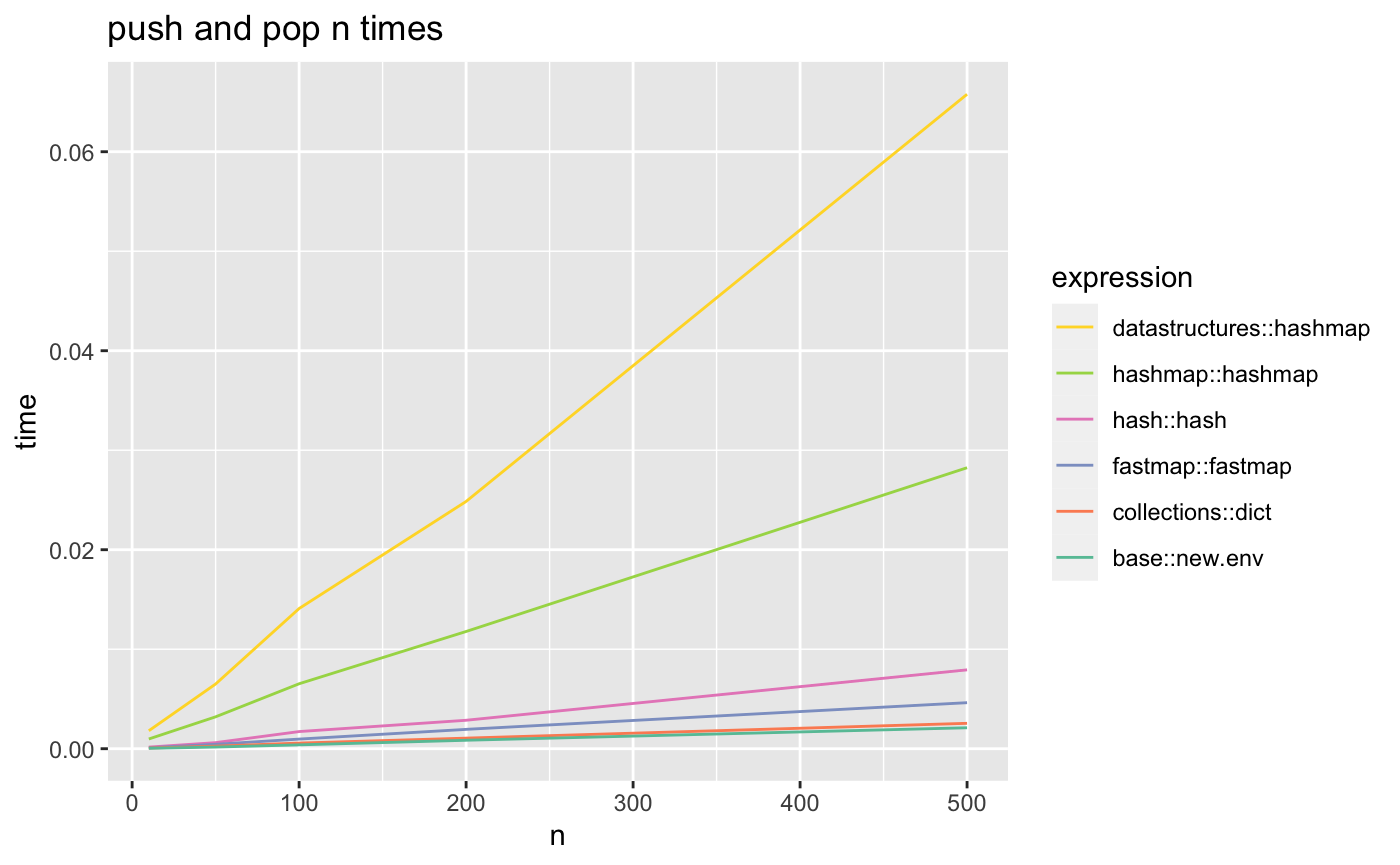 push and pop n times
time
0.06
0.04
0.02
0.00
0 100 200 300 400 500
n
expression
datastructures::hashmap
hashmap::hashmap
hash::hash
fastmap::fastmap
collections::dict
base::new.env